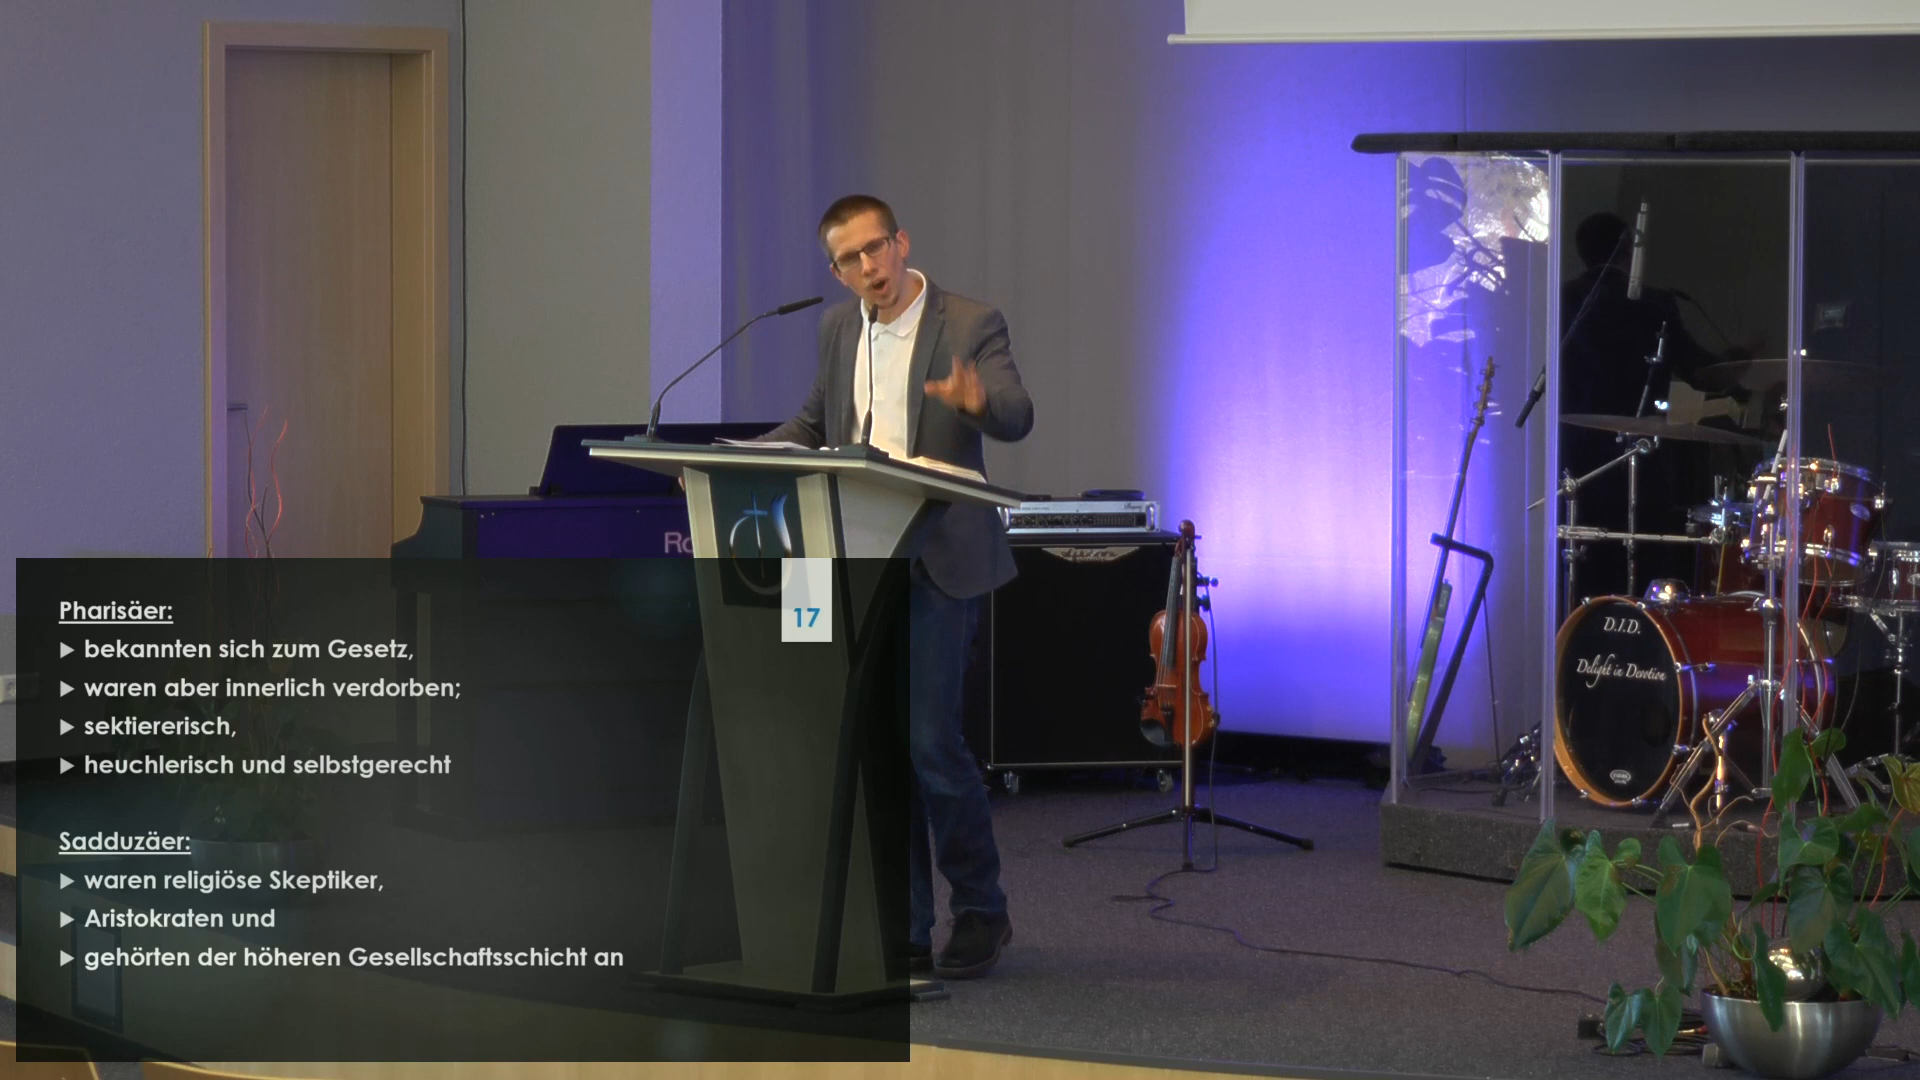 Pharisäer:
17
▶ bekannten sich zum Gesetz,
▶ waren aber innerlich verdorben;
▶ sektiererisch,
▶ heuchlerisch und selbstgerecht
Sadduzäer:
▶ waren religiöse Skeptiker,
▶ Aristokraten und
▶ gehörten der höheren Gesellschaftsschicht an
D.I.D.
Delight in Devotion